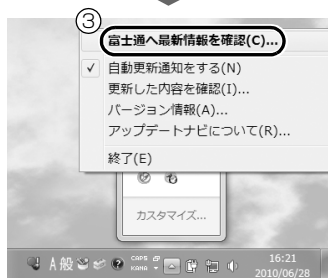 ③
富士通へ最新情報を確認(C)...
✓ 自動更新通知をする(N)
更新した内容を確認(I)...
バージョン情報(A)...
アップデートナビについて(R)...
終了(E)
カスタマイズ...
A 般
CAPS
KANA
16:21
2010/06/28